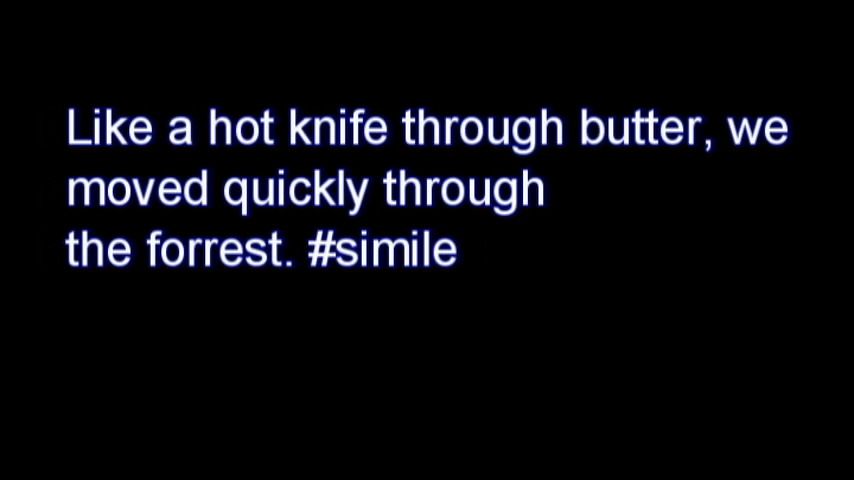 Like a hot knife through butter, we
moved quickly through
the forrest. #simile